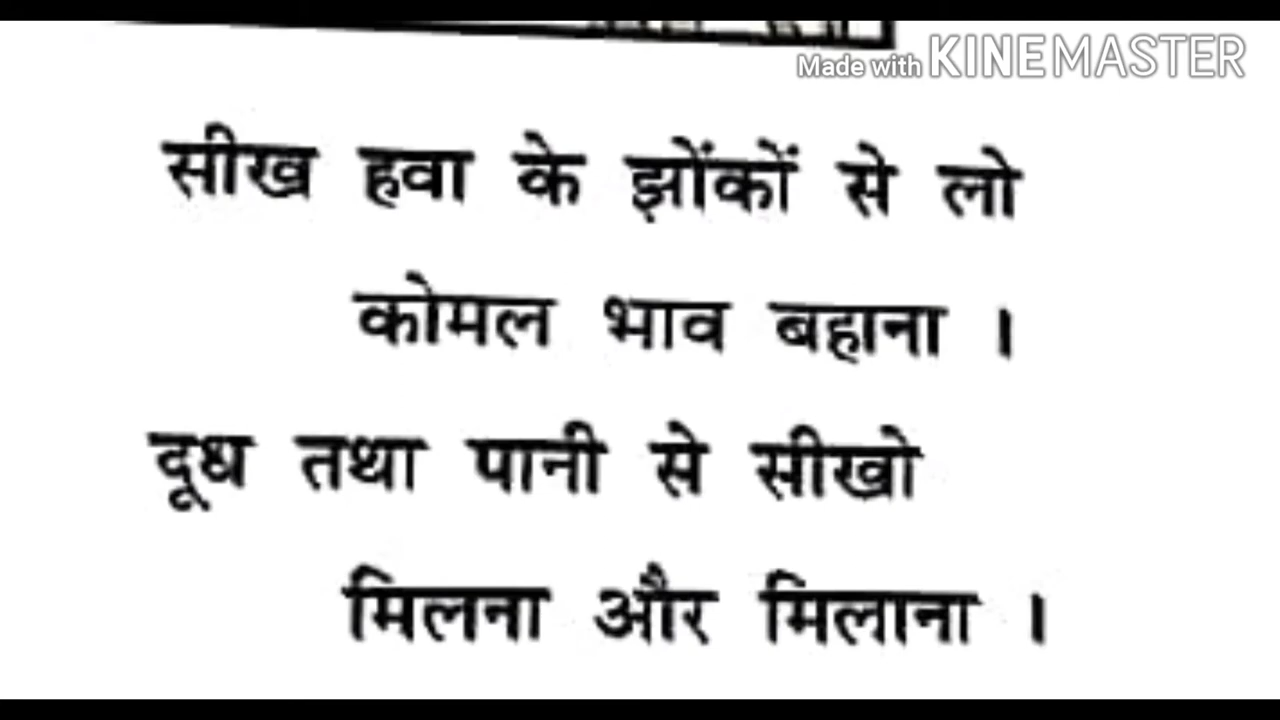 Made with KINEMASTER
सीख हवा के झोंकों से लो
कोमल भाव बहाना ।
दूध तथा पानी से सीखो
मिलना और मिलाना ।